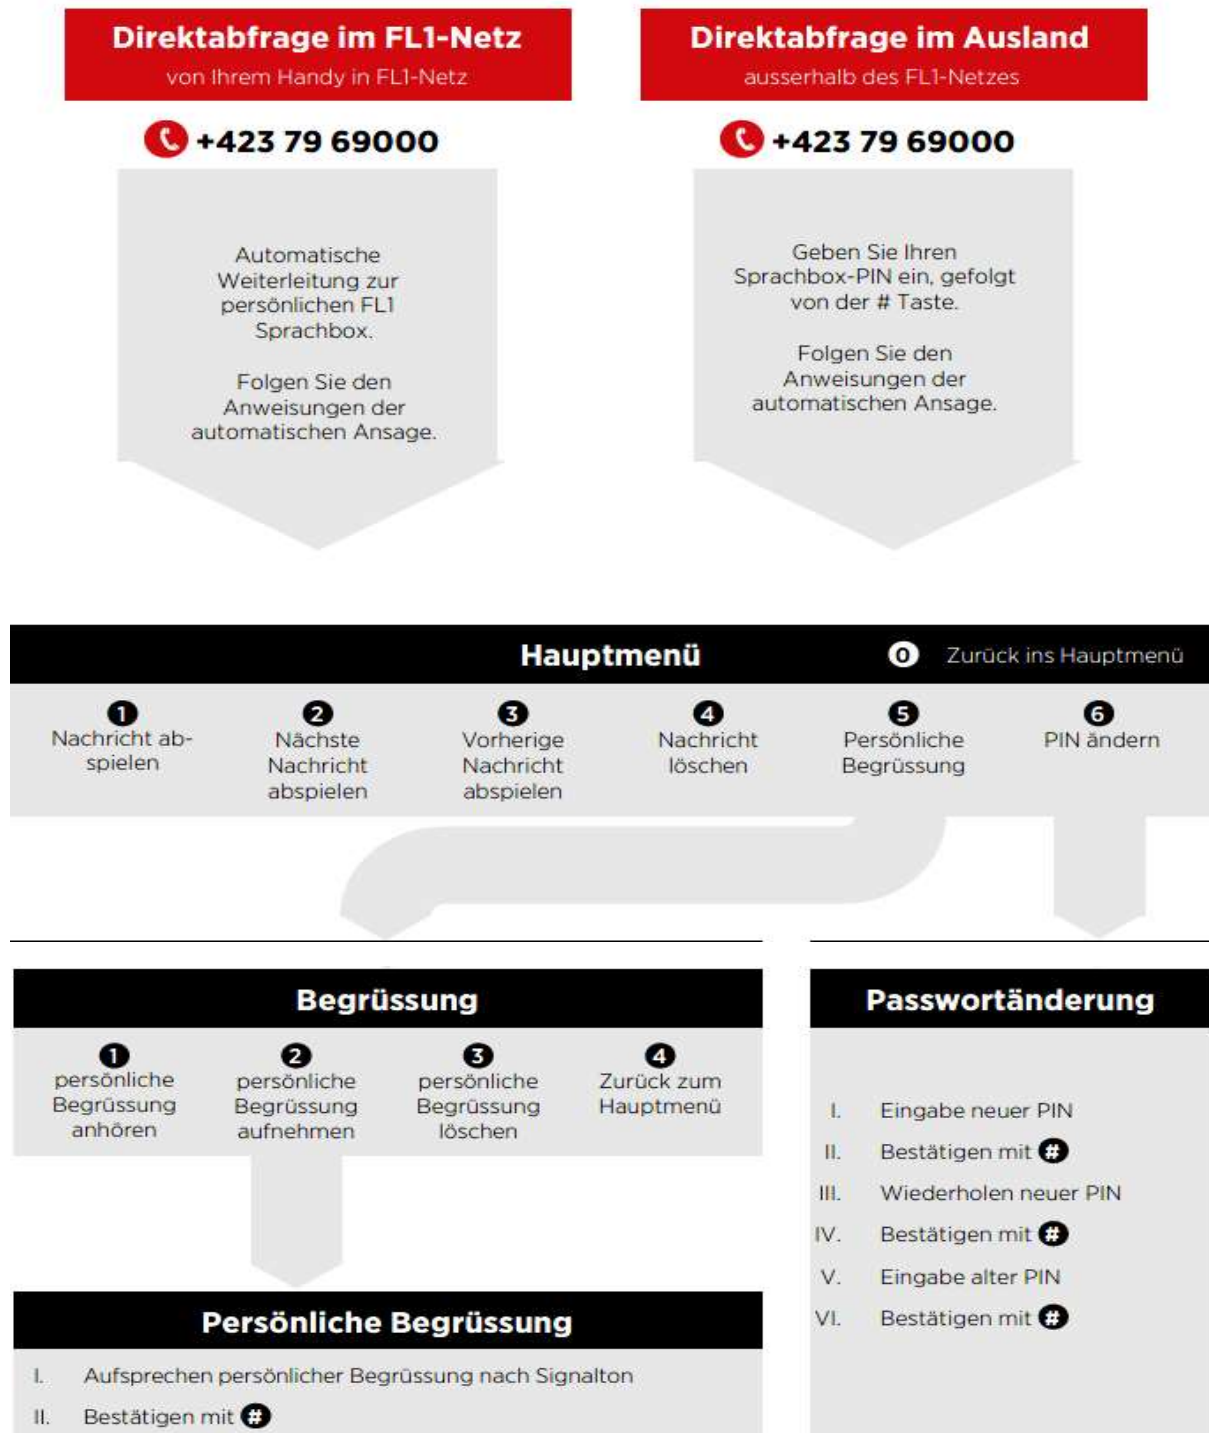 Direktabfrage im FL1-Netz
von Ihrem Handy in FL1-Netz
+423 79 69000
Automatische
Weiterleitung zur
persönlichen FL1
Sprachbox.
Folgen Sie den
Anweisungen der
automatischen Ansage.
Direktabfrage im Ausland
ausserhalb des FL1-Netzes
+423 79 69000
Geben Sie Ihren
Sprachbox-PIN ein, gefolgt
von der # Taste.
Folgen Sie den
Anweisungen der
automatischen Ansage.
Hauptmenü
0 Zurück ins Hauptmenü
1
Nachricht ab-
spielen
2
Nächste
Nachricht
abspielen
3
Vorherige
Nachricht
abspielen
4
Nachricht
löschen
5
Persönliche
Begrüssung
6
PIN ändern
Begrüssung
1
persönliche
Begrüssung
anhören
2
persönliche
Begrüssung
aufnehmen
3
persönliche
Begrüssung
löschen
4
Zurück zum
Hauptmenü
Persönliche Begrüssung
I. Aufsprechen persönlicher Begrüssung nach Signalton
II. Bestätigen mit #
Passwortänderung
I. Eingabe neuer PIN
II. Bestätigen mit #
III. Wiederholen neuer PIN
IV. Bestätigen mit #
V. Eingabe alter PIN
VI. Bestätigen mit #